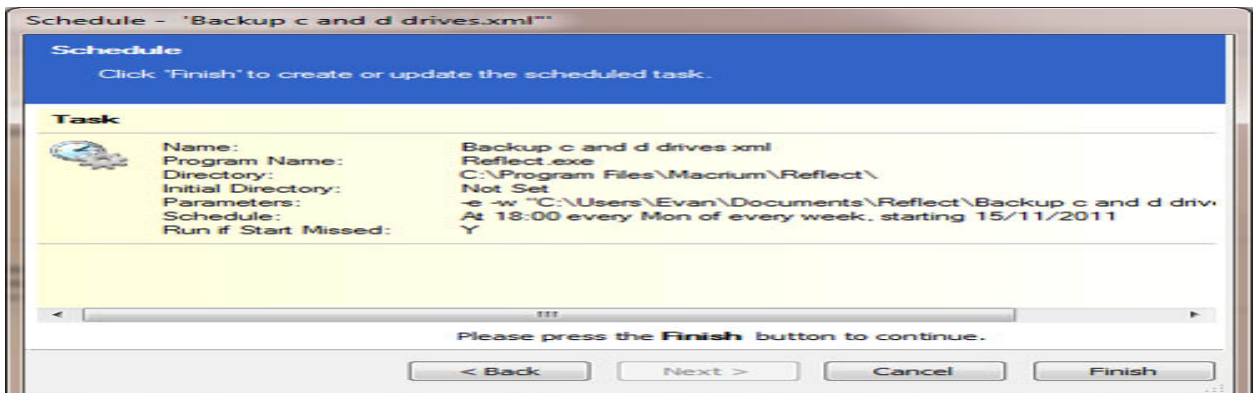 Schedule - 'Backup c and d drives.xml"'
Schedule
Click 'Finish' to create or update the scheduled task.
Task
Name: Backup c and d drives xml
Program Name: Reflect.exe
Directory: C:\Program Files\Macrium\Reflect\
Initial Directory: Not Set
Parameters: -e -w "C:\Users\Evan\Documents\Reflect\Backup c and d driv
Schedule: At 18:00 every Mon of every week, starting 15/11/2011
Run if Start Missed: Y
Please press the Finish button to continue.
< Back Next > Cancel Finish